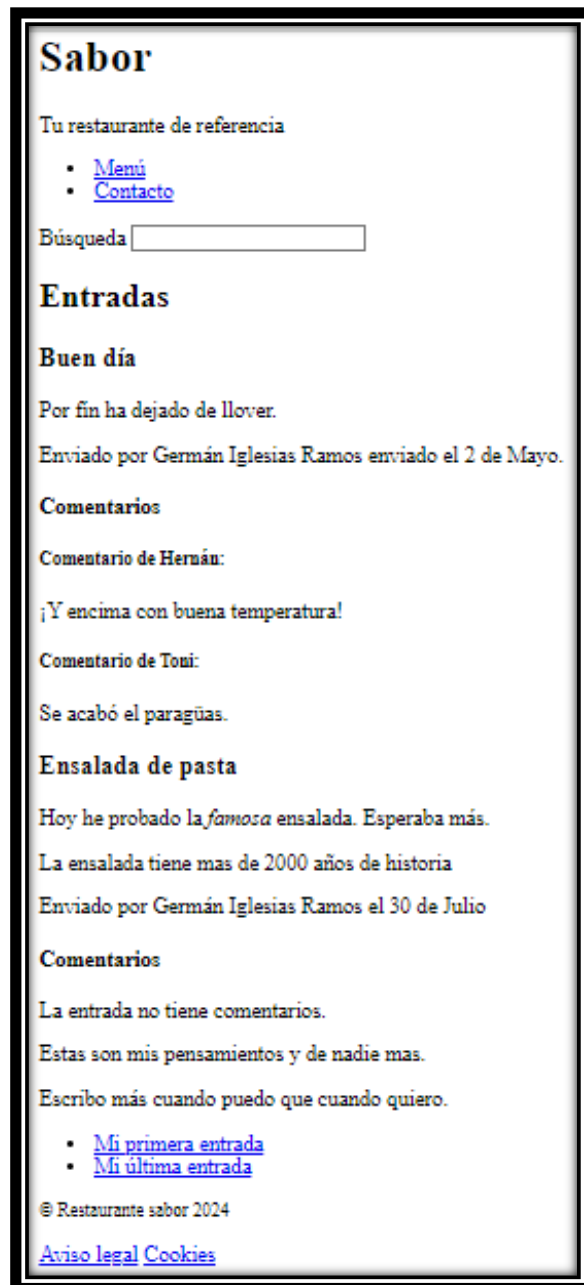 Sabor
Tu restaurante de referencia
Menú
Contacto
Búsqueda
Entradas
Buen día
Por fín ha dejado de llover.
Enviado por Germán Iglesias Ramos enviado el 2 de Mayo.
Comentarios
Comentario de Hernán:
¡Y encima con buena temperatura!
Comentario de Toni:
Se acabó el paragüas.
Ensalada de pasta
Hoy he probado la famosa ensalada. Esperaba más.
La ensalada tiene mas de 2000 años de historia
Enviado por Germán Iglesias Ramos el 30 de Julio
Comentarios
La entrada no tiene comentarios.
Estas son mis pensamientos y de nadie mas.
Escribo más cuando puedo que cuando quiero.
Mi primera entrada
Mi última entrada
© Restaurante sabor 2024
Aviso legal Cookies